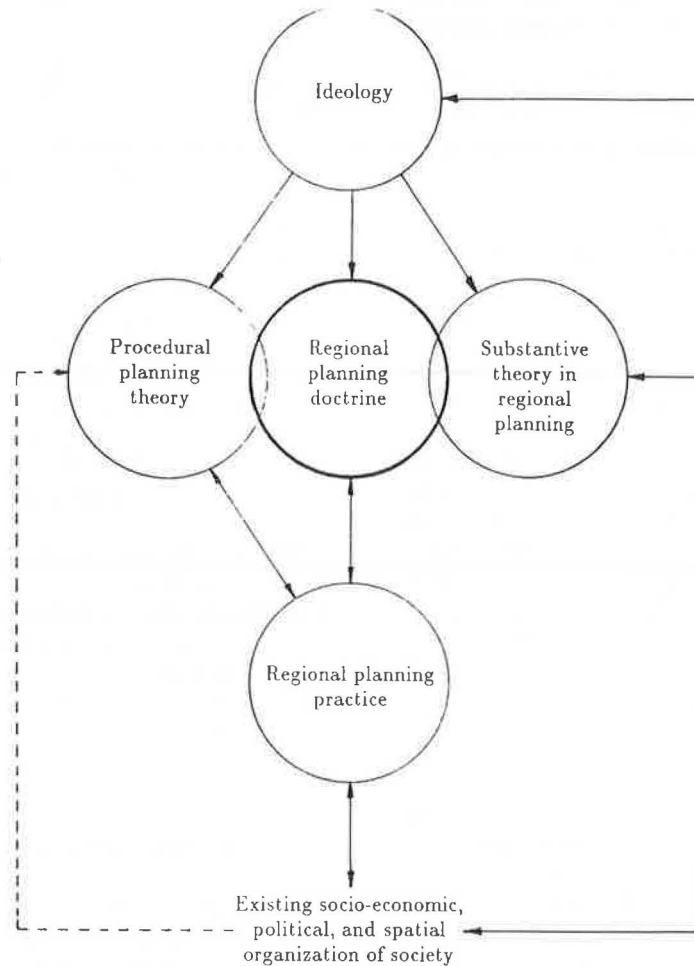 Ideology
Procedural
planning
theory
Regional
planning
doctrine
Substantive
theory in
regional
planning
Regional planning
practice
Existing socio-economic,
political, and spatial
organization of society